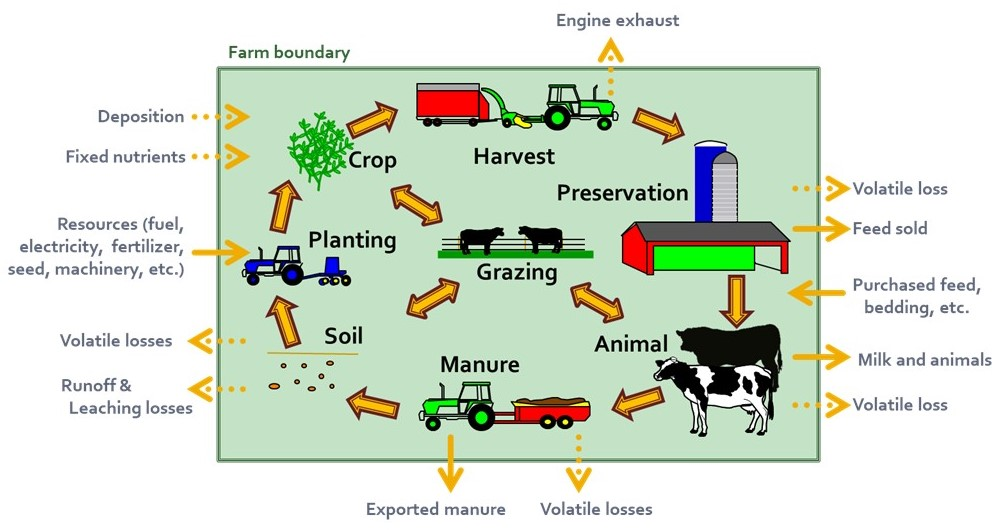 Engine exhaust
Farm boundary
Deposition
Fixed nutrients
Crop
Harvest
Preservation
Volatile loss
Feed sold
Resources (fuel,
electricity, fertilizer,
seed, machinery, etc.)
Planting
Grazing
Purchased feed,
bedding, etc.
Volatile losses
Soil
Animal
Milk and animals
Manure
Runoff &
Leaching losses
Volatile loss
Exported manure
Volatile losses